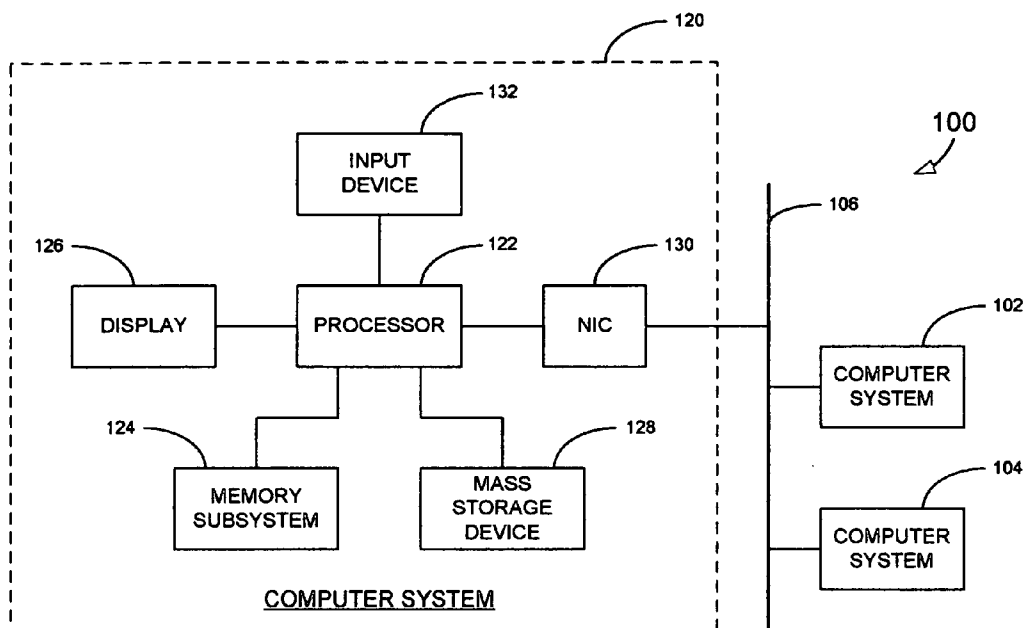 120
132
100
INPUT
DEVICE
106
126
122
130
DISPLAY
PROCESSOR
NIC
102
COMPUTER
SYSTEM
124
128
104
MEMORY
SUBSYSTEM
MASS
STORAGE
DEVICE
COMPUTER
SYSTEM
COMPUTER SYSTEM